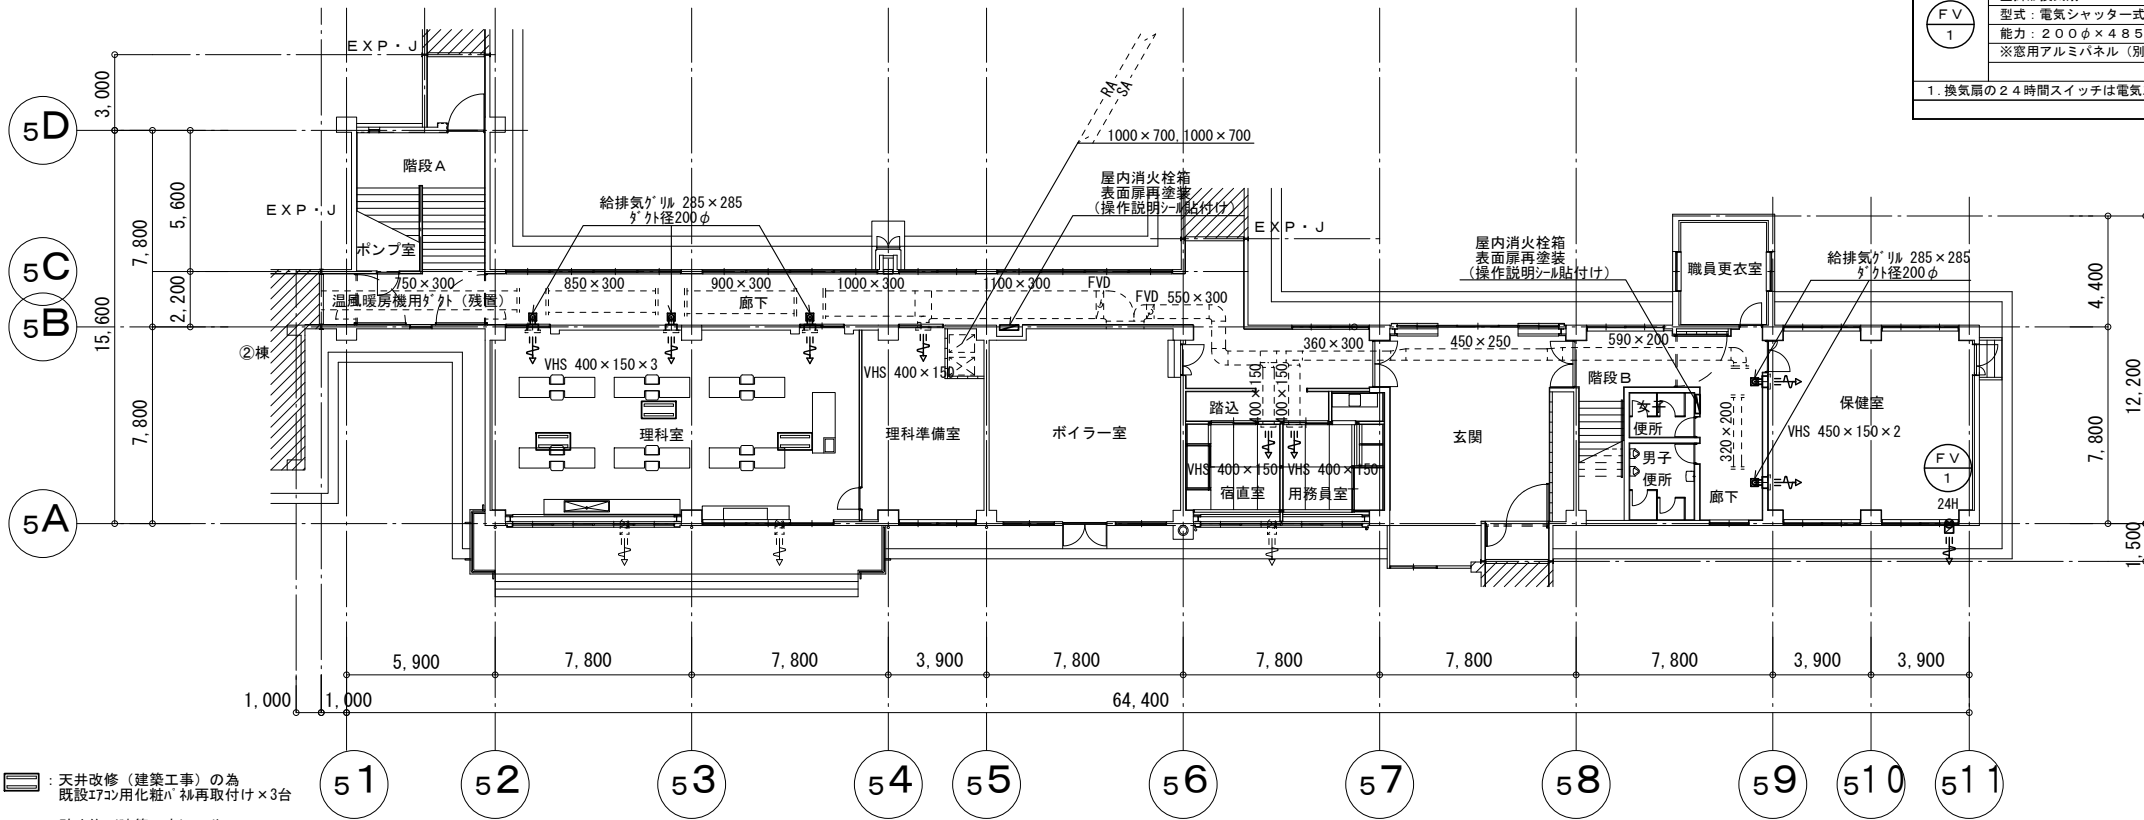 FV
1
型式：電気シャッター式
能力：２００φ×４８５
※窓用アルミパネル（別
1．換気扇の２４時間スイッチは電気
EXP・J
3,000
5D
階段A
RA
SA
1000×700,1000×700
屋内消火栓箱
表面扉再塗装
（操作説明ｼｰﾙ貼付け）
給排気ｸﾞﾘﾙ 285×285
ﾀﾞｸﾄ径200φ
EXP・J
5,600
7,800
ポンプ室
EXP・J
屋内消火栓箱
表面扉再塗装
（操作説明ｼｰﾙ貼付け）
職員更衣室
給排気ｸﾞﾘﾙ 285×285
ﾀﾞｸﾄ径200φ
4,400
5C
750×300
850×300
900×300
1000×300
1100×300
FVD
FVD
550×300
温風暖房機用ﾀﾞｸﾄ（残置）
廊下
2,200
15,600
5B
②棟
360×300
450×250
590×200
VHS 400×150×3
VHS 400×150
400×150
400×150
階段B
12,200
7,800
7,800
理科室
理科準備室
ボイラー室
踏込
玄関
女子
便所
320×200
保健室
VHS 450×150×2
男子
便所
VHS 400×150
VHS 400×150
宿直室
用務員室
廊下
FV
1
24H
5A
1,500
5,900
7,800
7,800
3,900
7,800
7,800
7,800
7,800
3,900
3,900
1,000
1,000
64,400
51
52
53
54
55
56
57
58
59
510
511
：天井改修（建築工事）の為
既設ｴｱｺﾝ用化粧ﾊﾟﾈﾙ再取付け×3台